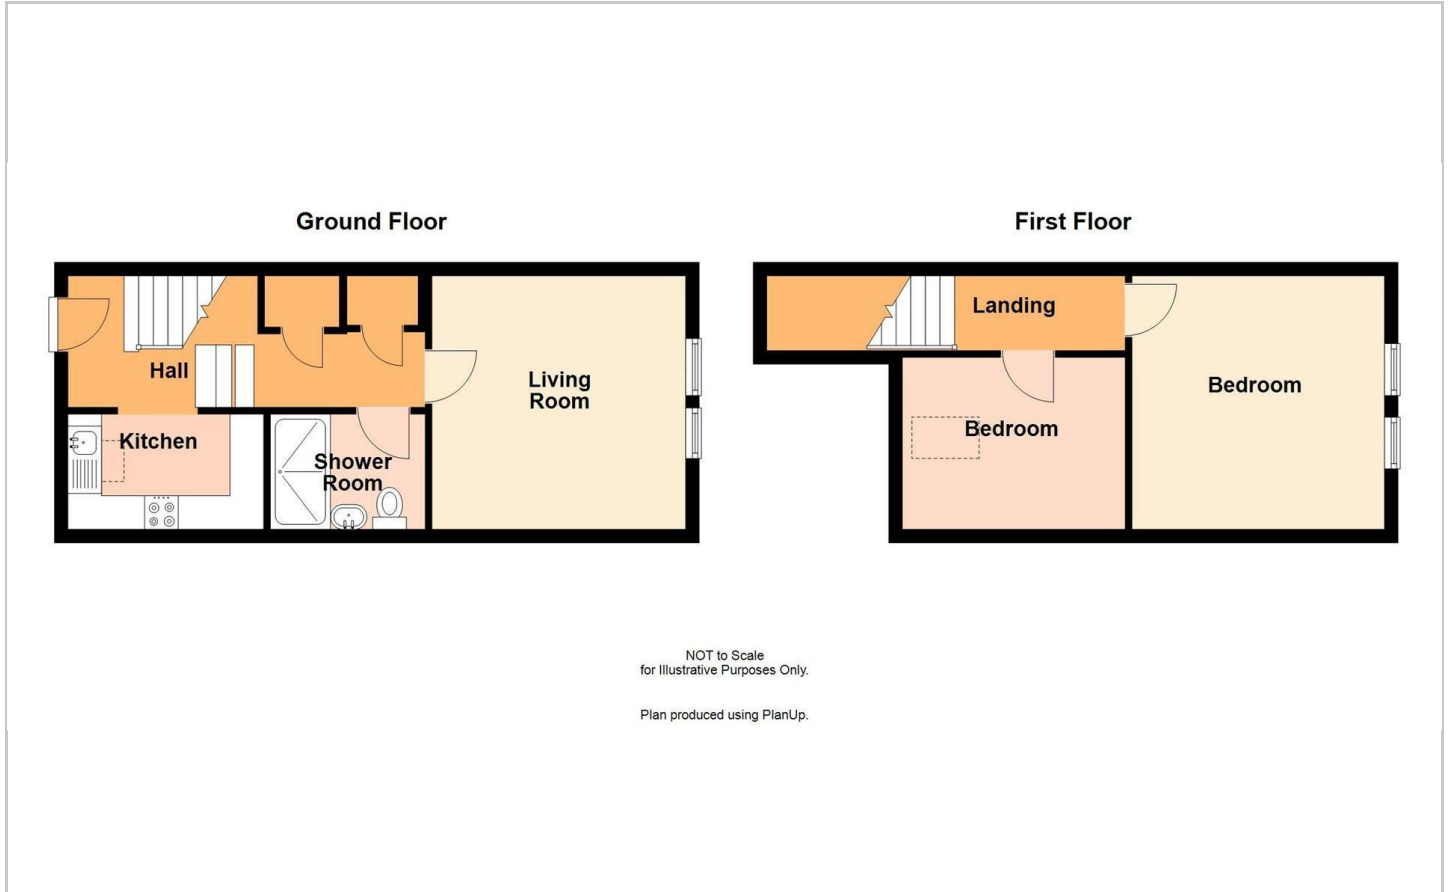 Ground Floor
First Floor
Hall
Kitchen
Shower
Room
Living
Room
Landing
Bedroom
Bedroom
NOT to Scale
for Illustrative Purposes Only.
Plan produced using PlanUp.